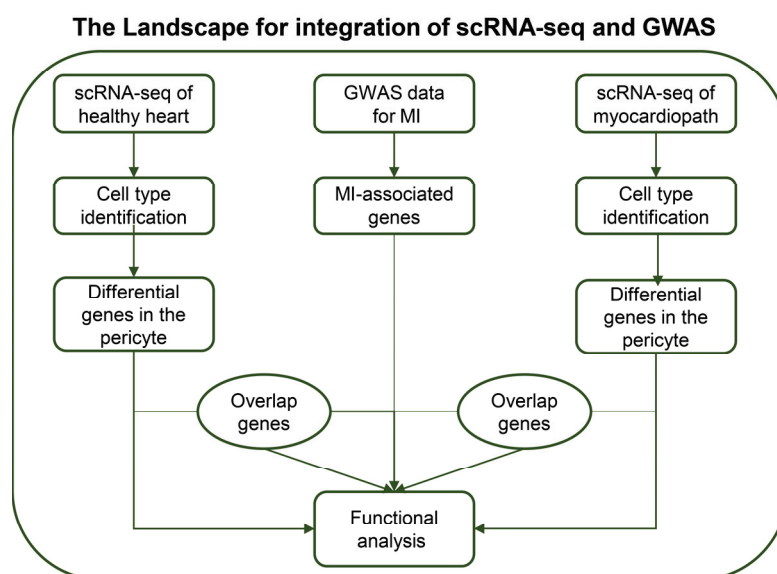 The Landscape for integration of scRNA-seq and GWAS
scRNA-seq of
healthy heart
GWAS data
for MI
scRNA-seq of
myocardiopath
Cell type
identification
MI-associated
genes
Cell type
identification
Differential
genes in the
pericyte
Differential
genes in the
pericyte
Overlap
genes
Overlap
genes
Functional
analysis